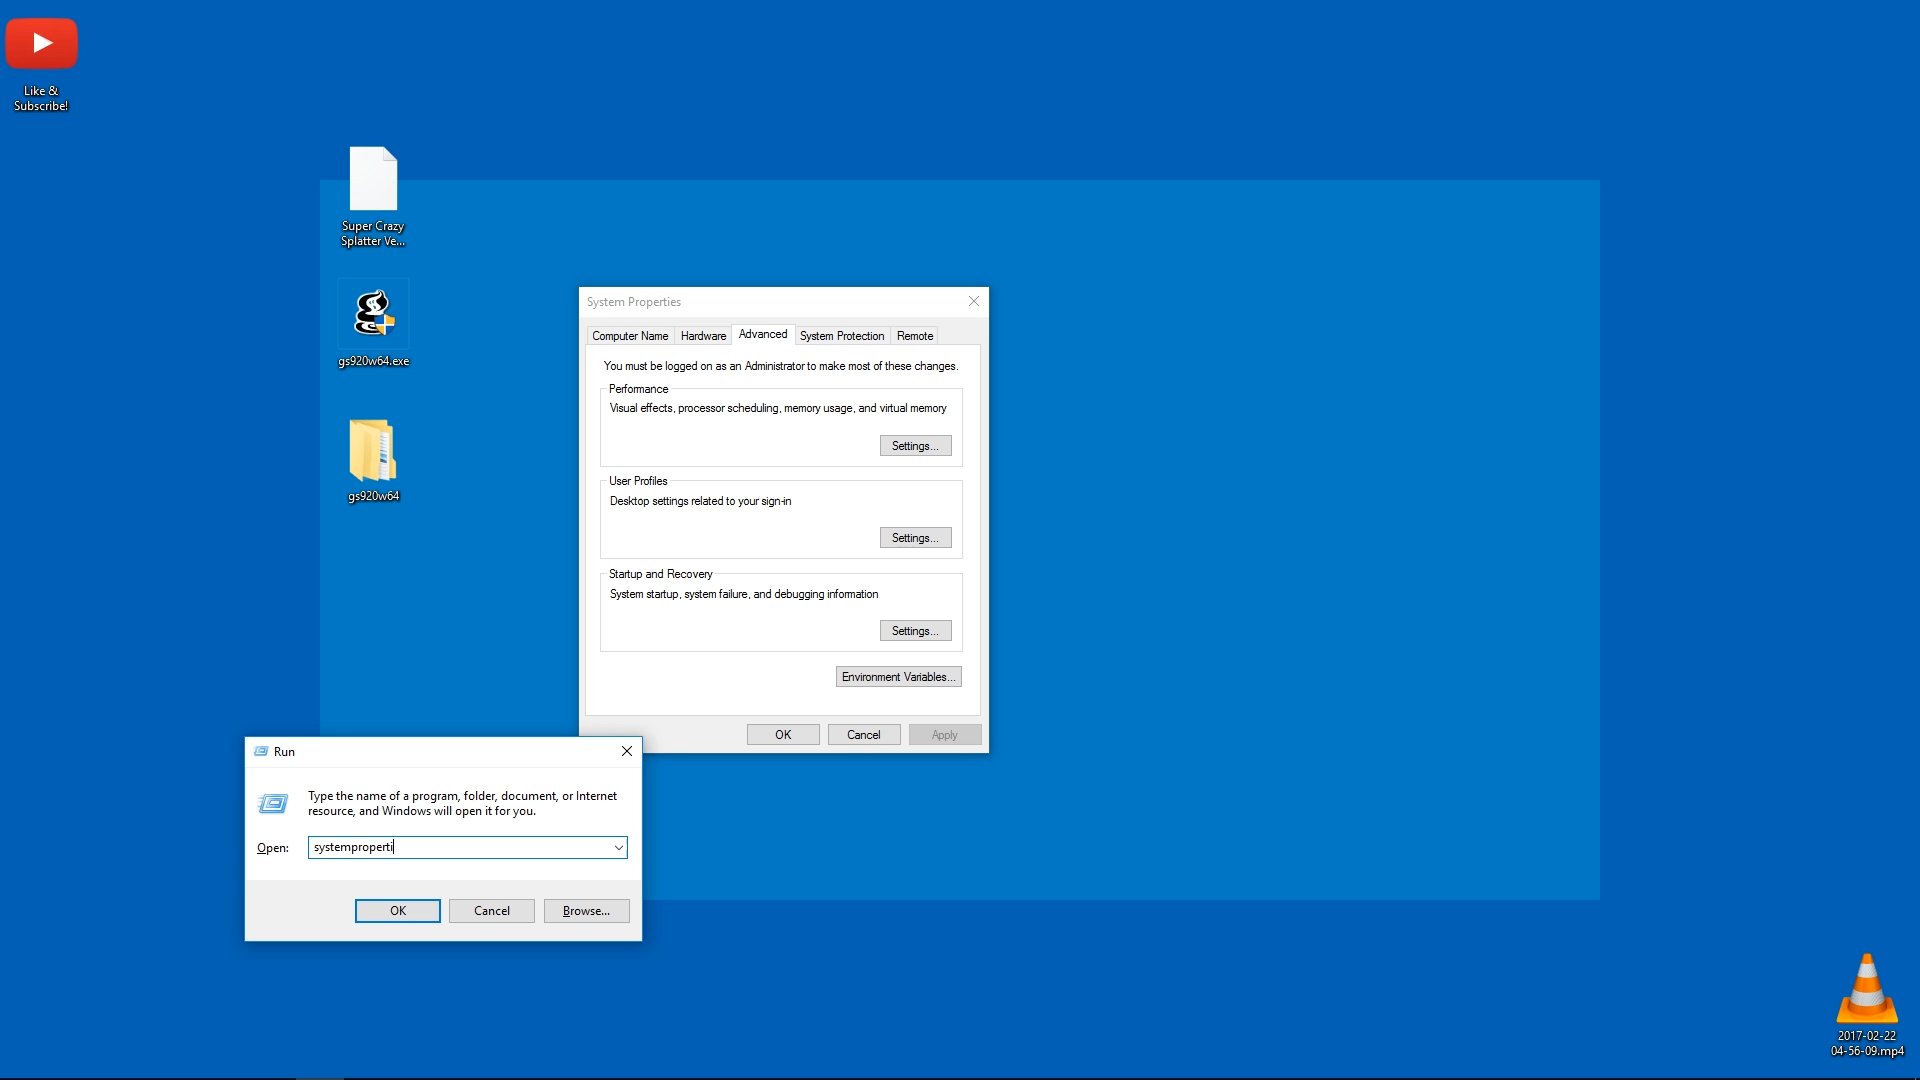 Like &
Subscribe!
Super Crazy
Splatter Ve...
gs920w64.exe
gs920w64
System Properties
Computer Name
Hardware
Advanced
System Protection
Remote
You must be logged on as an Administrator to make most of these changes.
Performance
Visual effects, processor scheduling, memory usage, and virtual memory
Settings...
User Profiles
Desktop settings related to your sign-in
Settings...
Startup and Recovery
System startup, system failure, and debugging information
Settings...
Environment Variables...
OK
Cancel
Apply
Run
Type the name of a program, folder, document, or Internet
resource, and Windows will open it for you.
Open:
systemproperti
OK
Cancel
Browse...
2017-02-22
04-56-09.mp4